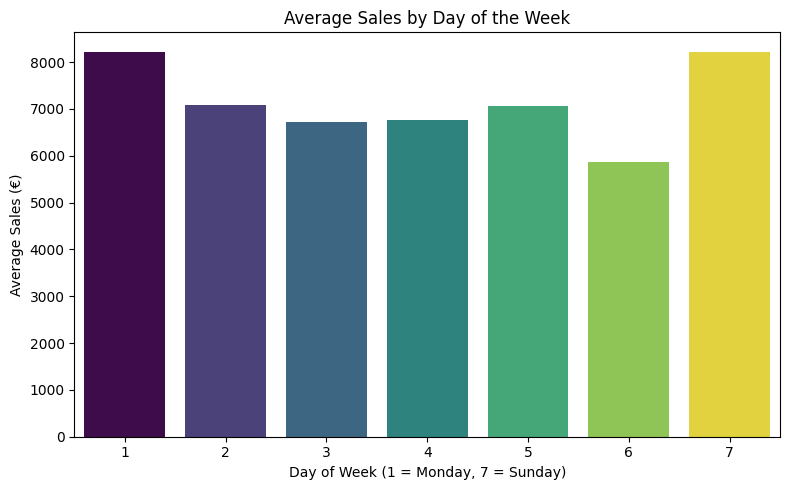 Average Sales by Day of the Week
Average Sales (€)
8000
7000
6000
5000
4000
3000
2000
1000
0
1 2 3 4 5 6 7
Day of Week (1 = Monday, 7 = Sunday)